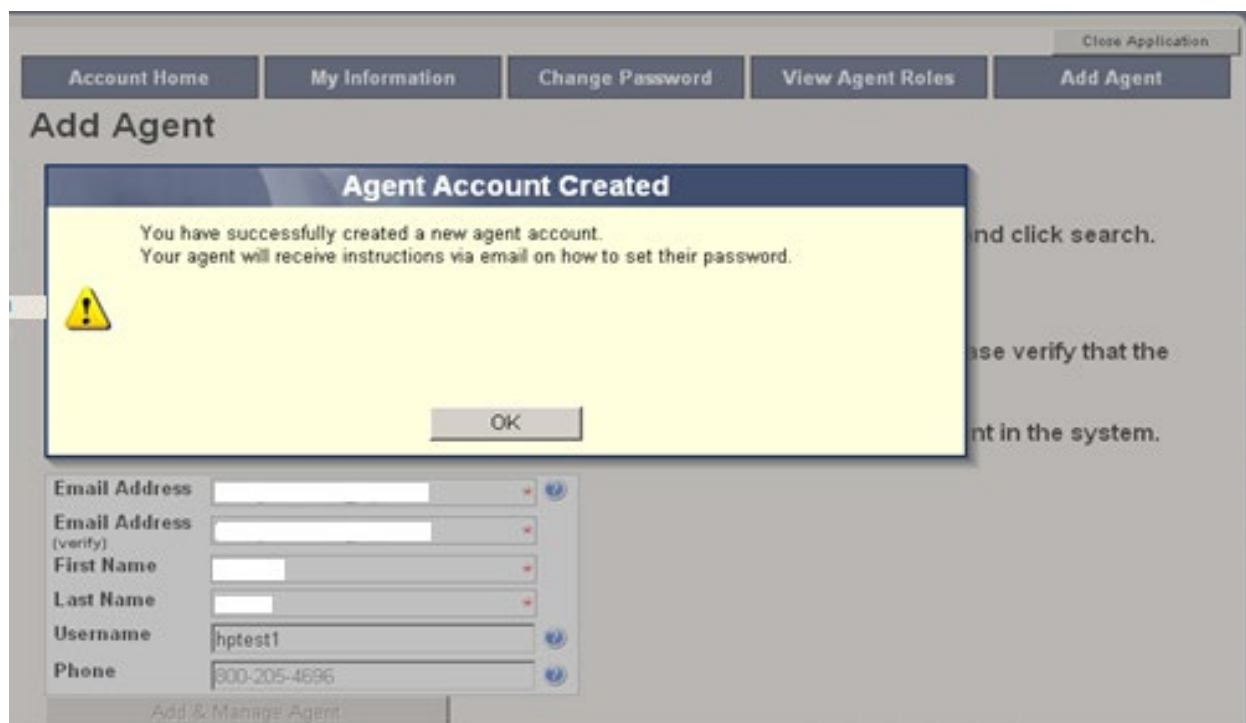 Close Application
Account Home My Information Change Password View Agent Roles Add Agent
Add Agent
Agent Account Created
You have successfully created a new agent account.
Your agent will receive instructions via email on how to set their password.
nd click search.
ase verify that the
OK
nt in the system.
Email Address *
Email Address *
(verify)
First Name *
Last Name *
Username hptest1
Phone 800-205-4696
Add & Manage Agent